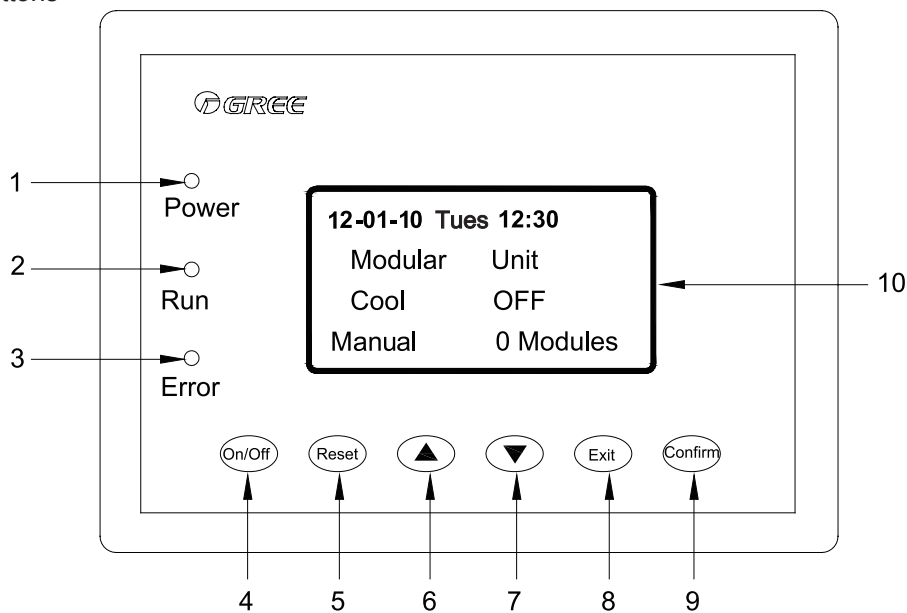 GREE
1
Power
12-01-10 Tues 12:30
2
Modular Unit
10
Run
Cool OFF
3
Manual 0 Modules
Error
On/Off Reset ▲ ▼ Exit Confirm
4 5 6 7 8 9